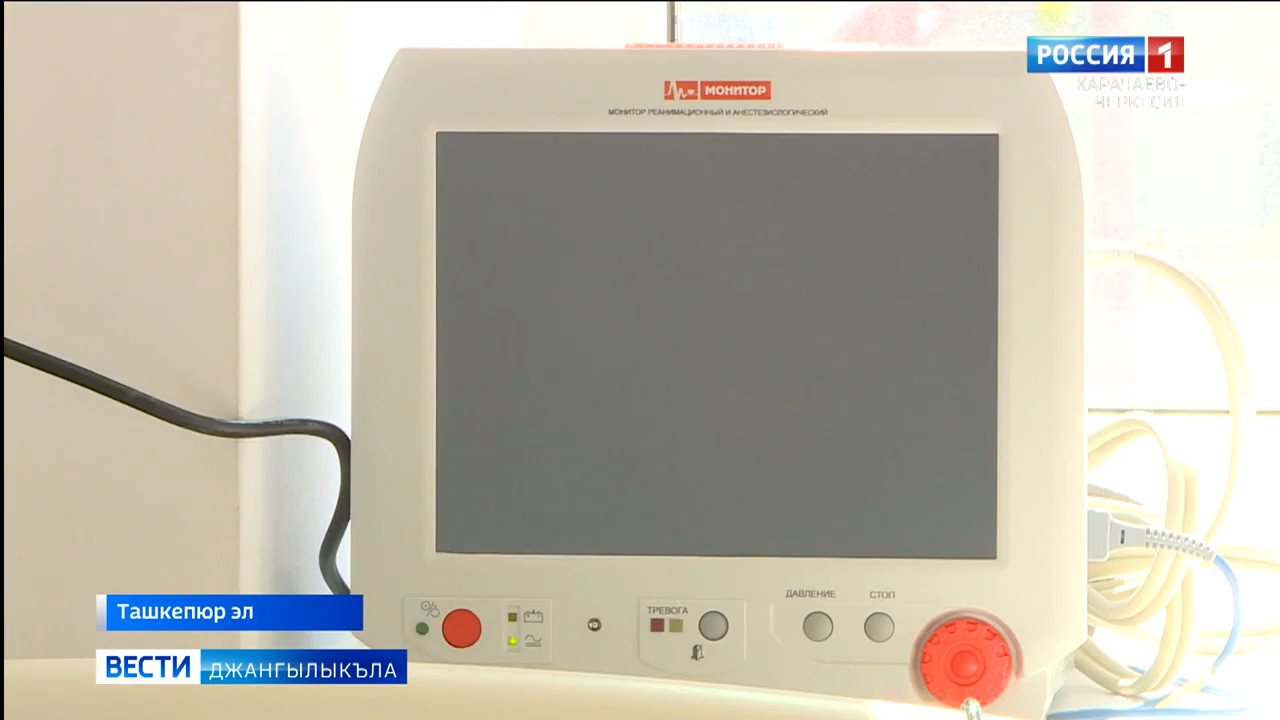 РОССИЯ 1
КАРАЧАЕВО-
ЧЕРКЕСИЯ
МОНИТОР
МОНИТОР РЕАНИМАЦИОННЫЙ И АНЕСТЕЗИОЛОГИЧЕСКИЙ
ДАВЛЕНИЕ
СТОП
ТРЕВОГА
Ташкепюр эл
ВЕСТИ ДЖАНГЫЛЫКЪЛА